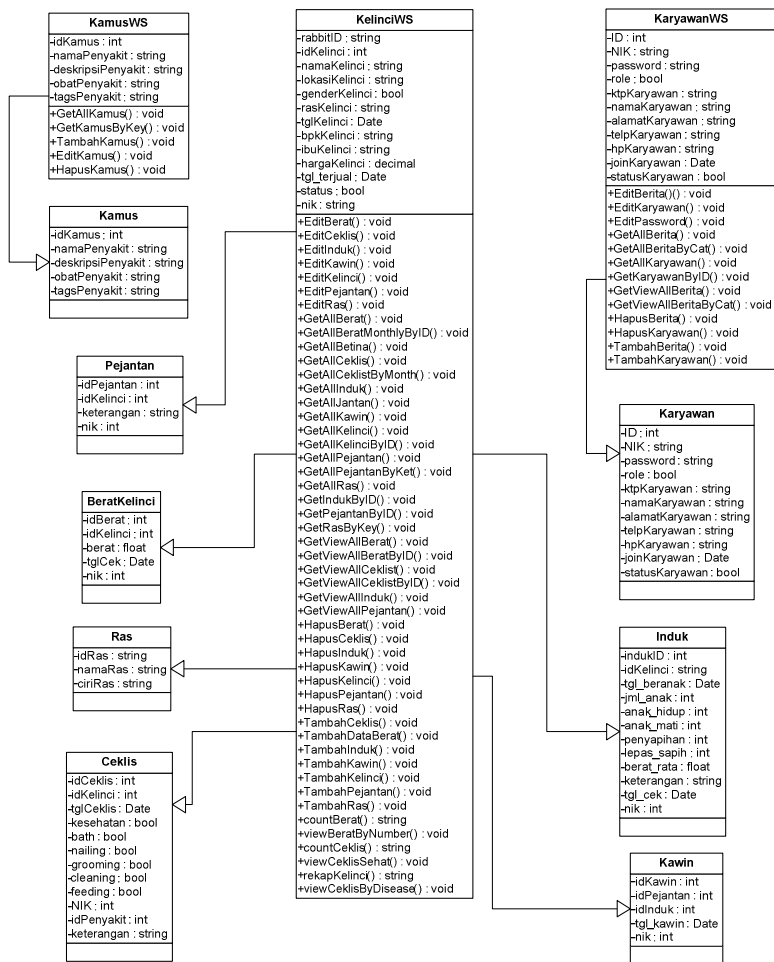 KamusWS
-idKamus : int
-namaPenyakit : string
-deskripsiPenyakit : string
-obatPenyakit : string
-tagsPenyakit : string
+GetAllKamus() : void
+GetKamusByKey() : void
+TambahKamus() : void
+EditKamus() : void
+HapusKamus() : void
Kamus
-idKamus : int
-namaPenyakit : string
-deskripsiPenyakit : string
-obatPenyakit : string
-tagsPenyakit : string
Pejantan
-idPejantan : int
-idKelinci : int
-keterangan : string
-nik : int
BeratKelinci
-idBerat : int
-idKelinci : int
-berat : float
-tglCek : Date
-nik : int
Ras
-idRas : string
-namaRas : string
-ciriRas : string
Ceklis
-idCeklis : int
-idKelinci : int
-tglCeklis : Date
-kesehatan : bool
-bath : bool
-nailing : bool
-grooming : bool
-cleaning : bool
-feeding : bool
-NIK : int
-idPenyakit : int
-keterangan : string
KelinciWS
-rabbitID : string
-idKelinci : int
-namaKelinci : string
-lokasiKelinci : string
-genderKelinci : bool
-rasKelinci : string
-tglKelinci : Date
-bpkKelinci : string
-ibuKelinci : string
-hargaKelinci : decimal
-tgl_terjual : Date
-status : bool
-nik : string
+EditBerat() : void
+EditCeklis() : void
+EditInduk() : void
+EditKawin() : void
+EditKelinci() : void
+EditPejantan() : void
+EditRas() : void
+GetAllBerat() : void
+GetAllBeratMonthlyByID() : void
+GetAllBetina() : void
+GetAllCeklis() : void
+GetAllCeklistByMonth() : void
+GetAllInduk() : void
+GetAllJantan() : void
+GetAllKawin() : void
+GetAllKelinci() : void
+GetAllKelinciByID() : void
+GetAllPejantan() : void
+GetAllPejantanByKet() : void
+GetAllRas() : void
+GetIndukByID() : void
+GetPejantanByID() : void
+GetRasByKey() : void
+GetViewAllBerat() : void
+GetViewAllBeratByID() : void
+GetViewAllCeklist() : void
+GetViewAllCeklistByID() : void
+GetViewAllInduk() : void
+GetViewAllPejantan() : void
+HapusBerat() : void
+HapusCeklis() : void
+HapusInduk() : void
+HapusKawin() : void
+HapusKelinci() : void
+HapusPejantan() : void
+HapusRas() : void
+TambahCeklis() : void
+TambahDataBerat() : void
+TambahInduk() : void
+TambahKawin() : void
+TambahKelinci() : void
+TambahPejantan() : void
+TambahRas() : void
+countBerat() : string
+viewBeratByNumber() : void
+countCeklis() : string
+viewCeklisSehat() : void
+rekapKelinci() : string
+viewCeklisByDisease() : void
KaryawanWS
-ID : int
-NIK : string
-password : string
-role : bool
-ktpKaryawan : string
-namaKaryawan : string
-alamatKaryawan : string
-telpKaryawan : string
-hpKaryawan : string
-joinKaryawan : Date
-statusKaryawan : bool
+EditBerita()() : void
+EditKaryawan() : void
+EditPassword() : void
+GetAllBerita() : void
+GetAllBeritaByCat() : void
+GetAllKaryawan() : void
+GetKaryawanByID() : void
+GetViewAllBerita() : void
+GetViewAllBeritaByCat() : void
+HapusBerita() : void
+HapusKaryawan() : void
+TambahBerita() : void
+TambahKaryawan() : void
Karyawan
-ID : int
-NIK : string
-password : string
-role : bool
-ktpKaryawan : string
-namaKaryawan : string
-alamatKaryawan : string
-telpKaryawan : string
-hpKaryawan : string
-joinKaryawan : Date
-statusKaryawan : bool
Induk
-indukID : int
-idKelinci : string
-tgl_beranak : Date
-jml_anak : int
-anak_hidup : int
-anak_mati : int
-penyapihan : int
-lepas_sapih : int
-berat_rata : float
-keterangan : string
-tgl_cek : Date
-nik : int
Kawin
-idKawin : int
-idPejantan : int
-idInduk : int
-tgl_kawin : Date
-nik : int